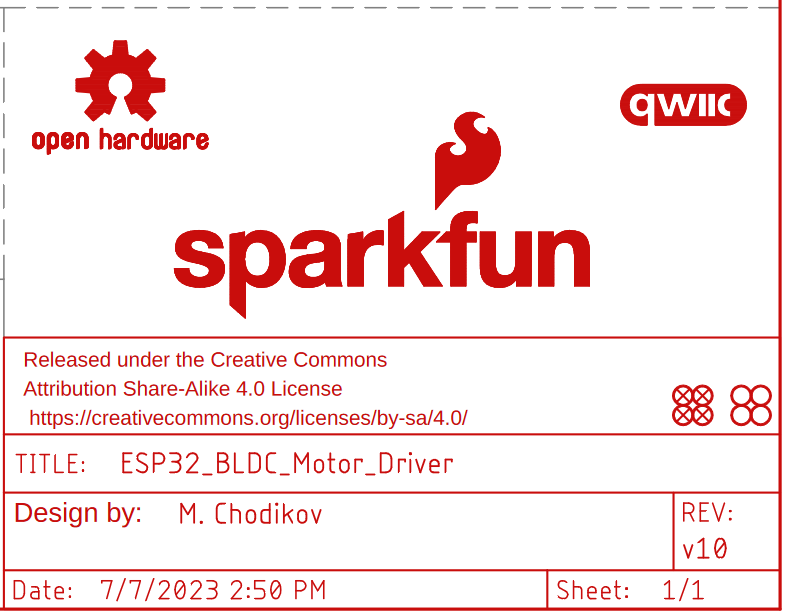 open hardware
qwiic
sparkfun
Released under the Creative Commons
Attribution Share-Alike 4.0 License
https://creativecommons.org/licenses/by-sa/4.0/
TITLE: ESP32_BLDC_Motor_Driver
Design by: M. Chodikov
REV:
v10
Date: 7/7/2023 2:50 PM
Sheet: 1/1